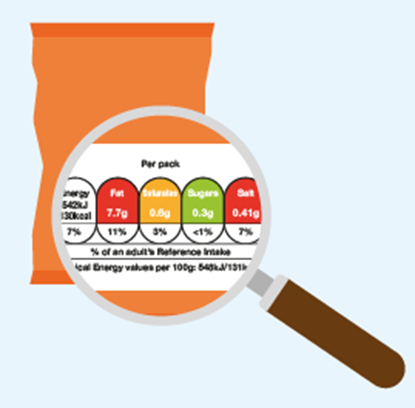 Per pack
nergy Fat Saturates Sugars Salt
542kJ
130kcal 7.7g 0.6g 0.3g 0.41g
7% 11% 3% <1% 7%
% of an adult's Reference Intake
ical Energy values per 100g: 548kJ/131k